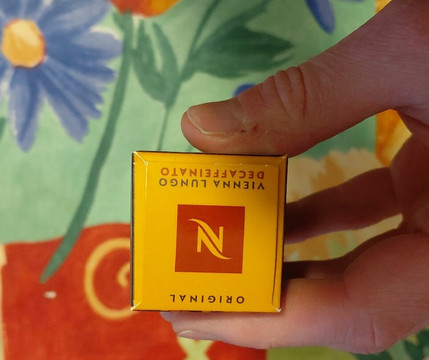 ORIGINAL
N
VIENNA LUNGO
DECAFFEINATO